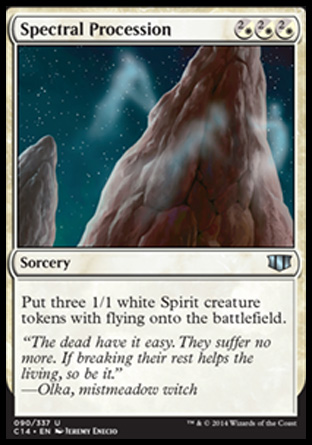 Spectral Procession
Sorcery
Put three 1/1 white Spirit creature
tokens with flying onto the battlefield.
“The dead have it easy. They suffer no
more. If breaking their rest helps the
living, so be it.”
—Olka, mistmeadow witch
090/337 U
C14 • EN Jeremy Enecio
™ & © 2014 Wizards of the Coast